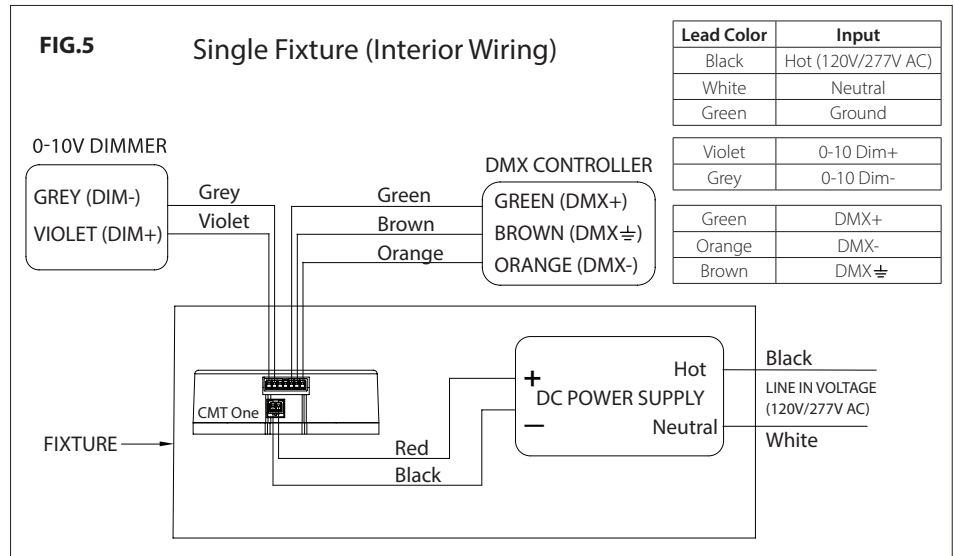 FIG.5
Single Fixture (Interior Wiring)
Lead Color Input
Black Hot (120V/277V AC)
White Neutral
Green Ground
Violet 0-10 Dim+
Grey 0-10 Dim-
Green DMX+
Orange DMX-
Brown DMX⏚
0-10V DIMMER
GREY (DIM-)
VIOLET (DIM+)
Grey
Violet
Green
Brown
Orange
DMX CONTROLLER
GREEN (DMX+)
BROWN (DMX⏚)
ORANGE (DMX-)
CMT One
FIXTURE
Red
Black
+
Hot
DC POWER SUPPLY
—
Neutral
Black
LINE IN VOLTAGE
(120V/277V AC)
White